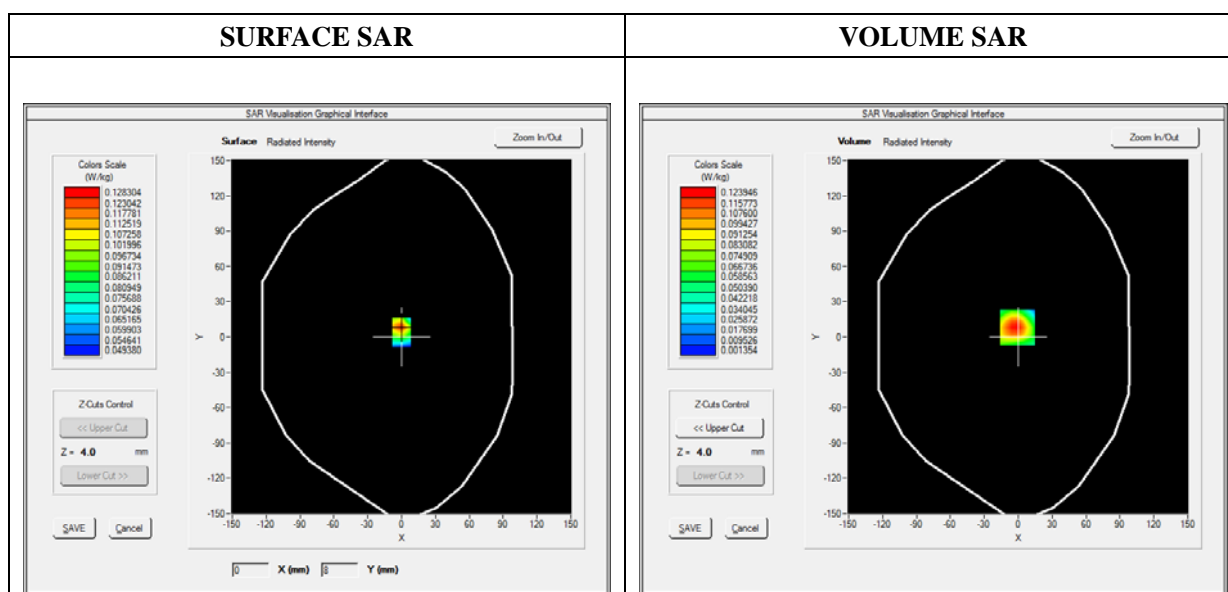 SURFACE SAR
SAR Visualisation Graphical Interface
Surface Radiated Intensity
Zoom In/Out
Colors Scale
(W/kg)
0.128304
0.123042
0.117781
0.112519
0.107258
0.101996
0.096734
0.091473
0.086211
0.080949
0.075688
0.070426
0.065165
0.059903
0.054641
0.049380
Z-Cuts Control
<< Upper Cut
Z = 4.0 mm
Lower Cut >>
SAVE Cancel
150
120
90
60
30
0
-30
-60
-90
-120
-150
Y
-150 -120 -90 -60 -30 0 30 60 90 120 150
X
0 X (mm) 8 Y (mm)
VOLUME SAR
SAR Visualisation Graphical Interface
Volume Radiated Intensity
Zoom In/Out
Colors Scale
(W/kg)
0.123946
0.115773
0.107600
0.099427
0.091254
0.083082
0.074909
0.066736
0.058563
0.050390
0.042218
0.034045
0.025872
0.017699
0.009526
0.001354
Z-Cuts Control
<< Upper Cut
Z = 4.0 mm
Lower Cut >>
SAVE Cancel
150
120
90
60
30
0
-30
-60
-90
-120
-150
Y
-150 -120 -90 -60 -30 0 30 60 90 120 150
X